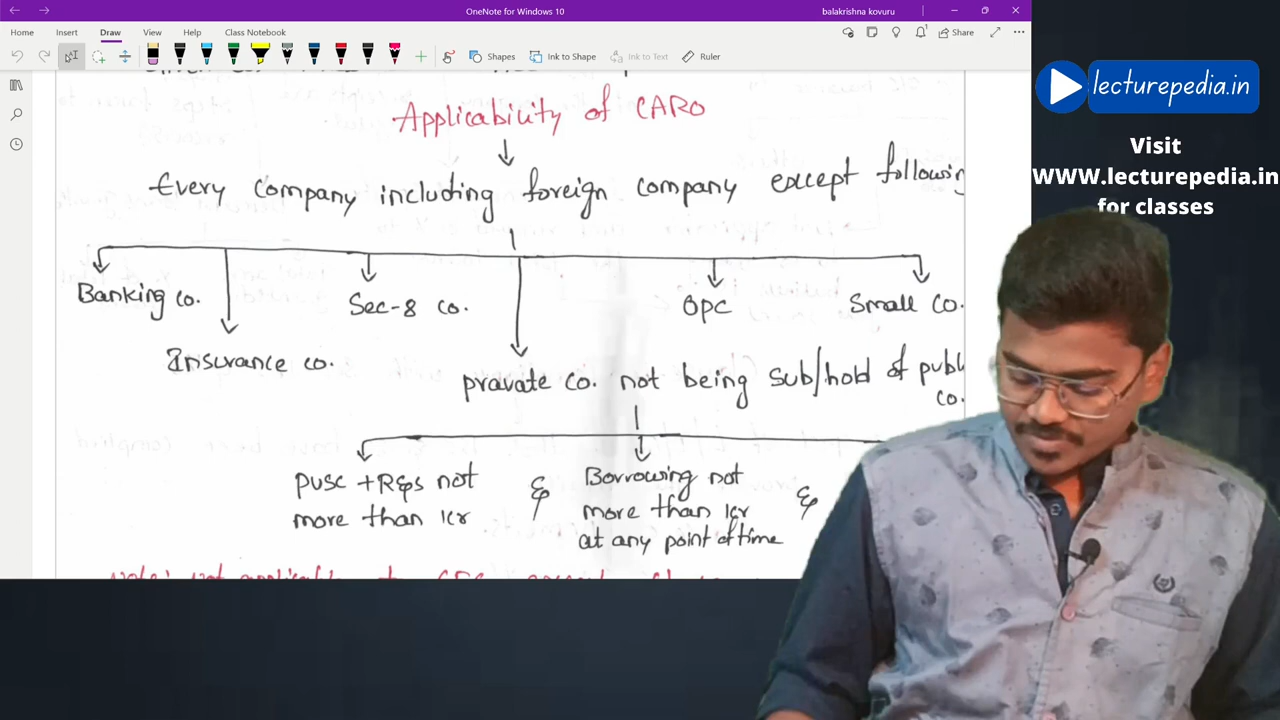 OneNote for Windows 10
balakrishna kovuru
Home Insert Draw View Help Class Notebook
Share
Shapes Ink to Shape Ink to Text Ruler
lecturepedia.in
Visit
WWW.lecturepedia.in
for classes
Applicability of CARO
Every company including foreign company except following
Banking co.
Insurance co.
Sec-8 co.
OPC
Small co.
pravate co. not being sub/hold of publ
co.
PUSC + R&S not
more than 1cr
&
Borrowing not
more than 1cr
at any point of time
&